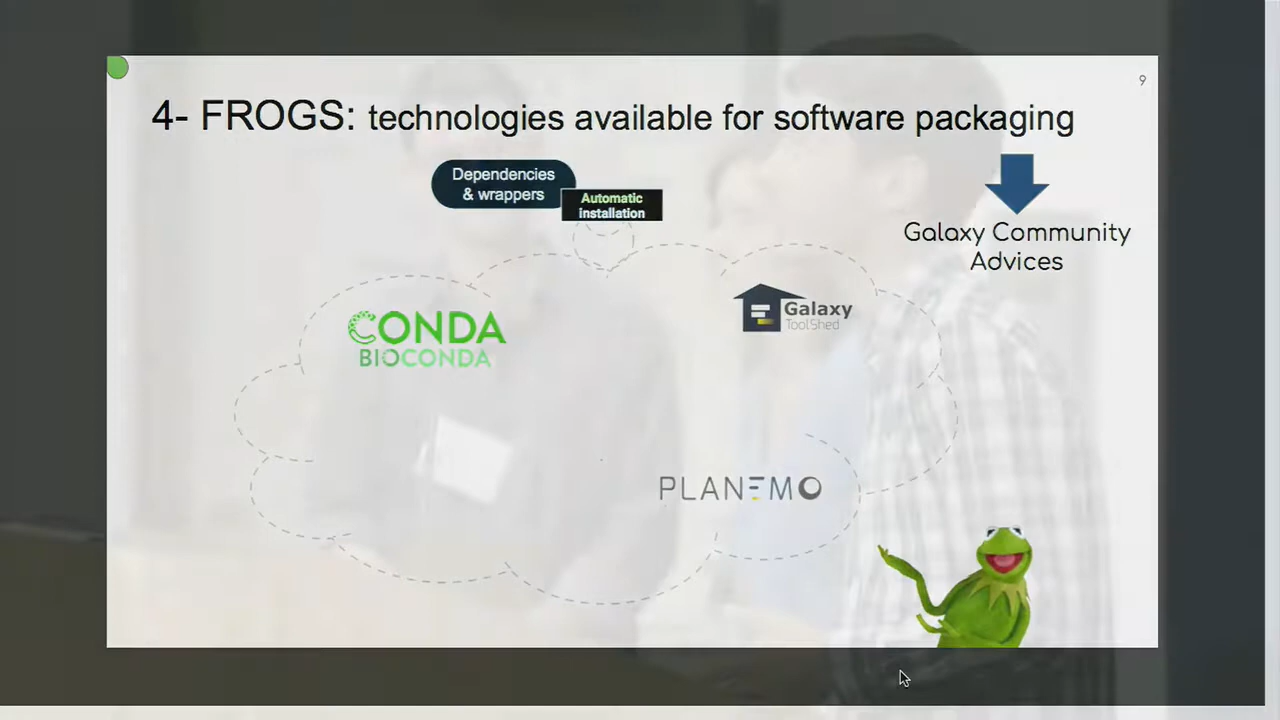 9
4- FROGS: technologies available for software packaging
Dependencies
& wrappers
Automatic
installation
Galaxy Community
Advices
CONDA
BIOCONDA
Galaxy
ToolShed
PLANEMO